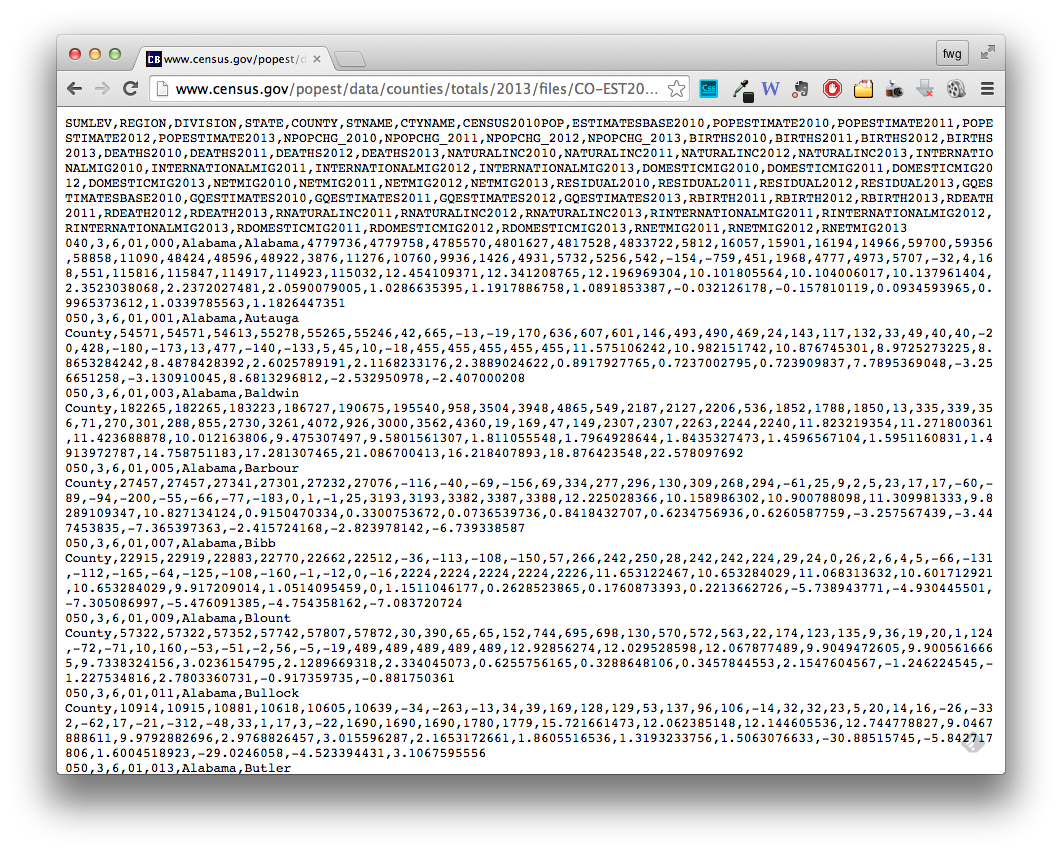 www.census.gov/popest/d
fwg
www.census.gov/popest/data/counties/totals/2013/files/CO-EST20...
Css
W
SUMLEV,REGION,DIVISION,STATE,COUNTY,STNAME,CTYNAME,CENSUS2010POP,ESTIMATESBASE2010,POPESTIMATE2010,POPESTIMATE2011,POPE
STIMATE2012,POPESTIMATE2013,NPOPCHG_2010,NPOPCHG_2011,NPOPCHG_2012,NPOPCHG_2013,BIRTHS2010,BIRTHS2011,BIRTHS2012,BIRTHS
2013,DEATHS2010,DEATHS2011,DEATHS2012,DEATHS2013,NATURALINC2010,NATURALINC2011,NATURALINC2012,NATURALINC2013,INTERNATIO
NALMIG2010,INTERNATIONALMIG2011,INTERNATIONALMIG2012,INTERNATIONALMIG2013,DOMESTICMIG2010,DOMESTICMIG2011,DOMESTICMIG20
12,DOMESTICMIG2013,NETMIG2010,NETMIG2011,NETMIG2012,NETMIG2013,RESIDUAL2010,RESIDUAL2011,RESIDUAL2012,RESIDUAL2013,GQES
TIMATESBASE2010,GQESTIMATES2010,GQESTIMATES2011,GQESTIMATES2012,GQESTIMATES2013,RBIRTH2011,RBIRTH2012,RBIRTH2013,RDEATH
2011,RDEATH2012,RDEATH2013,RNATURALINC2011,RNATURALINC2012,RNATURALINC2013,RINTERNATIONALMIG2011,RINTERNATIONALMIG2012,
RINTERNATIONALMIG2013,RDOMESTICMIG2011,RDOMESTICMIG2012,RDOMESTICMIG2013,RNETMIG2011,RNETMIG2012,RNETMIG2013
040,3,6,01,000,Alabama,Alabama,4779736,4779758,4785570,4801627,4817528,4833722,5812,16057,15901,16194,14966,59700,59356
,58858,11090,48424,48596,48922,3876,11276,10760,9936,1426,4931,5732,5256,542,-154,-759,451,1968,4777,4973,5707,-32,4,16
8,551,115816,115847,114917,114923,115032,12.454109371,12.341208765,12.196969304,10.101805564,10.104006017,10.137961404,
2.3523038068,2.2372027481,2.0590079005,1.0286635395,1.1917886758,1.0891853387,-0.032126178,-0.157810119,0.0934593965,0.
9965373612,1.0339785563,1.1826447351
050,3,6,01,001,Alabama,Autauga
County,54571,54571,54613,55278,55265,55246,42,665,-13,-19,170,636,607,601,146,493,490,469,24,143,117,132,33,49,40,40,-2
0,428,-180,-173,13,477,-140,-133,5,45,10,-18,455,455,455,455,455,11.575106242,10.982151742,10.876745301,8.9725273225,8.
8653284242,8.4878428392,2.6025789191,2.1168233176,2.3889024622,0.8917927765,0.7237002795,0.723909837,7.7895369048,-3.25
6651258,-3.130910045,8.6813296812,-2.532950978,-2.407000208
050,3,6,01,003,Alabama,Baldwin
County,182265,182265,183223,186727,190675,195540,958,3504,3948,4865,549,2187,2127,2206,536,1852,1788,1850,13,335,339,35
6,71,270,301,288,855,2730,3261,4072,926,3000,3562,4360,19,169,47,149,2307,2307,2263,2244,2240,11.823219354,11.271800361
,11.423688878,10.012163806,9.475307497,9.5801561307,1.811055548,1.7964928644,1.8435327473,1.4596567104,1.5951160831,1.4
913972787,14.758751183,17.281307465,21.086700413,16.218407893,18.876423548,22.578097692
050,3,6,01,005,Alabama,Barbour
County,27457,27457,27341,27301,27232,27076,-116,-40,-69,-156,69,334,277,296,130,309,268,294,-61,25,9,2,5,23,17,17,-60,-
89,-94,-200,-55,-66,-77,-183,0,1,-1,25,3193,3193,3382,3387,3388,12.225028366,10.158986302,10.900788098,11.309981333,9.8
289109347,10.827134124,0.9150470334,0.3300753672,0.0736539736,0.8418432707,0.6234756936,0.6260587759,-3.257567439,-3.44
7453835,-7.365397363,-2.415724168,-2.823978142,-6.739338587
050,3,6,01,007,Alabama,Bibb
County,22915,22919,22883,22770,22662,22512,-36,-113,-108,-150,57,266,242,250,28,242,242,224,29,24,0,26,2,6,4,5,-66,-131
,-112,-165,-64,-125,-108,-160,-1,-12,0,-16,2224,2224,2224,2224,2226,11.653122467,10.653284029,11.068313632,10.601712921
,10.653284029,9.917209014,1.0514095459,0,1.1511046177,0.2628523865,0.1760873393,0.2213662726,-5.738943771,-4.930445501,
-7.305086997,-5.476091385,-4.754358162,-7.083720724
050,3,6,01,009,Alabama,Blount
County,57322,57322,57352,57742,57807,57872,30,390,65,65,152,744,695,698,130,570,572,563,22,174,123,135,9,36,19,20,1,124
,-72,-71,10,160,-53,-51,-2,56,-5,-19,489,489,489,489,489,12.92856274,12.029528598,12.067877489,9.9049472605,9.900561666
5,9.7338324156,3.0236154795,2.1289669318,2.334045073,0.6255756165,0.3288648106,0.3457844553,2.1547604567,-1.246224545,-
1.227534816,2.7803360731,-0.917359735,-0.881750361
050,3,6,01,011,Alabama,Bullock
County,10914,10915,10881,10618,10605,10639,-34,-263,-13,34,39,169,128,129,53,137,96,106,-14,32,32,23,5,20,14,16,-26,-33
2,-62,17,-21,-312,-48,33,1,17,3,-22,1690,1690,1690,1780,1779,15.721661473,12.062385148,12.144605536,12.744778827,9.0467
888611,9.9792882696,2.9768826457,3.015596287,2.1653172661,1.8605516536,1.3193233756,1.5063076633,-30.88515745,-5.842717
806,1.6004518923,-29.0246058,-4.523394431,3.1067595556
050,3,6,01,013,Alabama,Butler